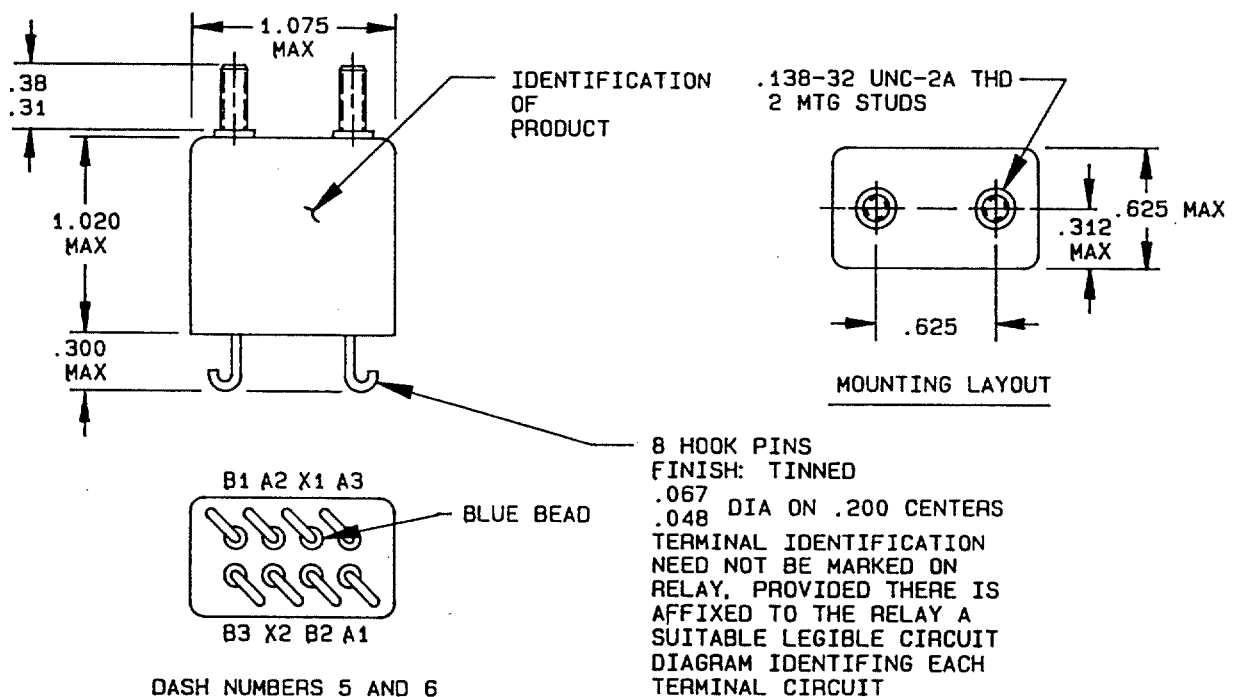 1.075
MAX
.38
.31
IDENTIFICATION
OF
PRODUCT
1.020
MAX
.300
MAX
.138-32 UNC-2A THD
2 MTG STUDS
.625 MAX
.312
MAX
.625
MOUNTING LAYOUT
8 HOOK PINS
FINISH: TINNED
.067
.048 DIA ON .200 CENTERS
TERMINAL IDENTIFICATION
NEED NOT BE MARKED ON
RELAY, PROVIDED THERE IS
AFFIXED TO THE RELAY A
SUITABLE LEGIBLE CIRCUIT
DIAGRAM IDENTIFING EACH
TERMINAL CIRCUIT
B1 A2 X1 A3
BLUE BEAD
B3 X2 B2 A1
DASH NUMBERS 5 AND 6